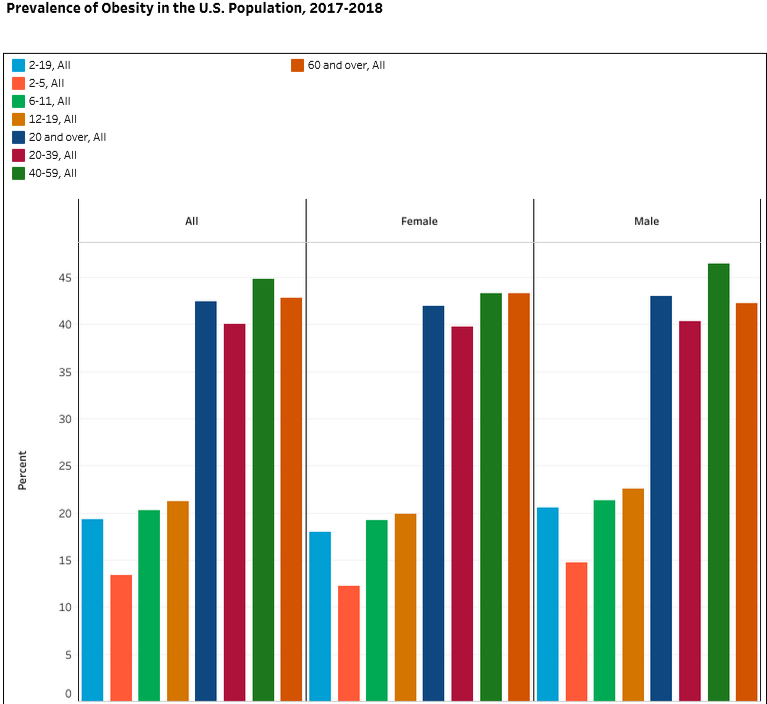 Prevalence of Obesity in the U.S. Population, 2017-2018
2-19, All
60 and over, All
2-5, All
6-11, All
12-19, All
20 and over, All
20-39, All
40-59, All
All
Female
Male
45
40
35
30
25
Percent
20
15
10
5
0